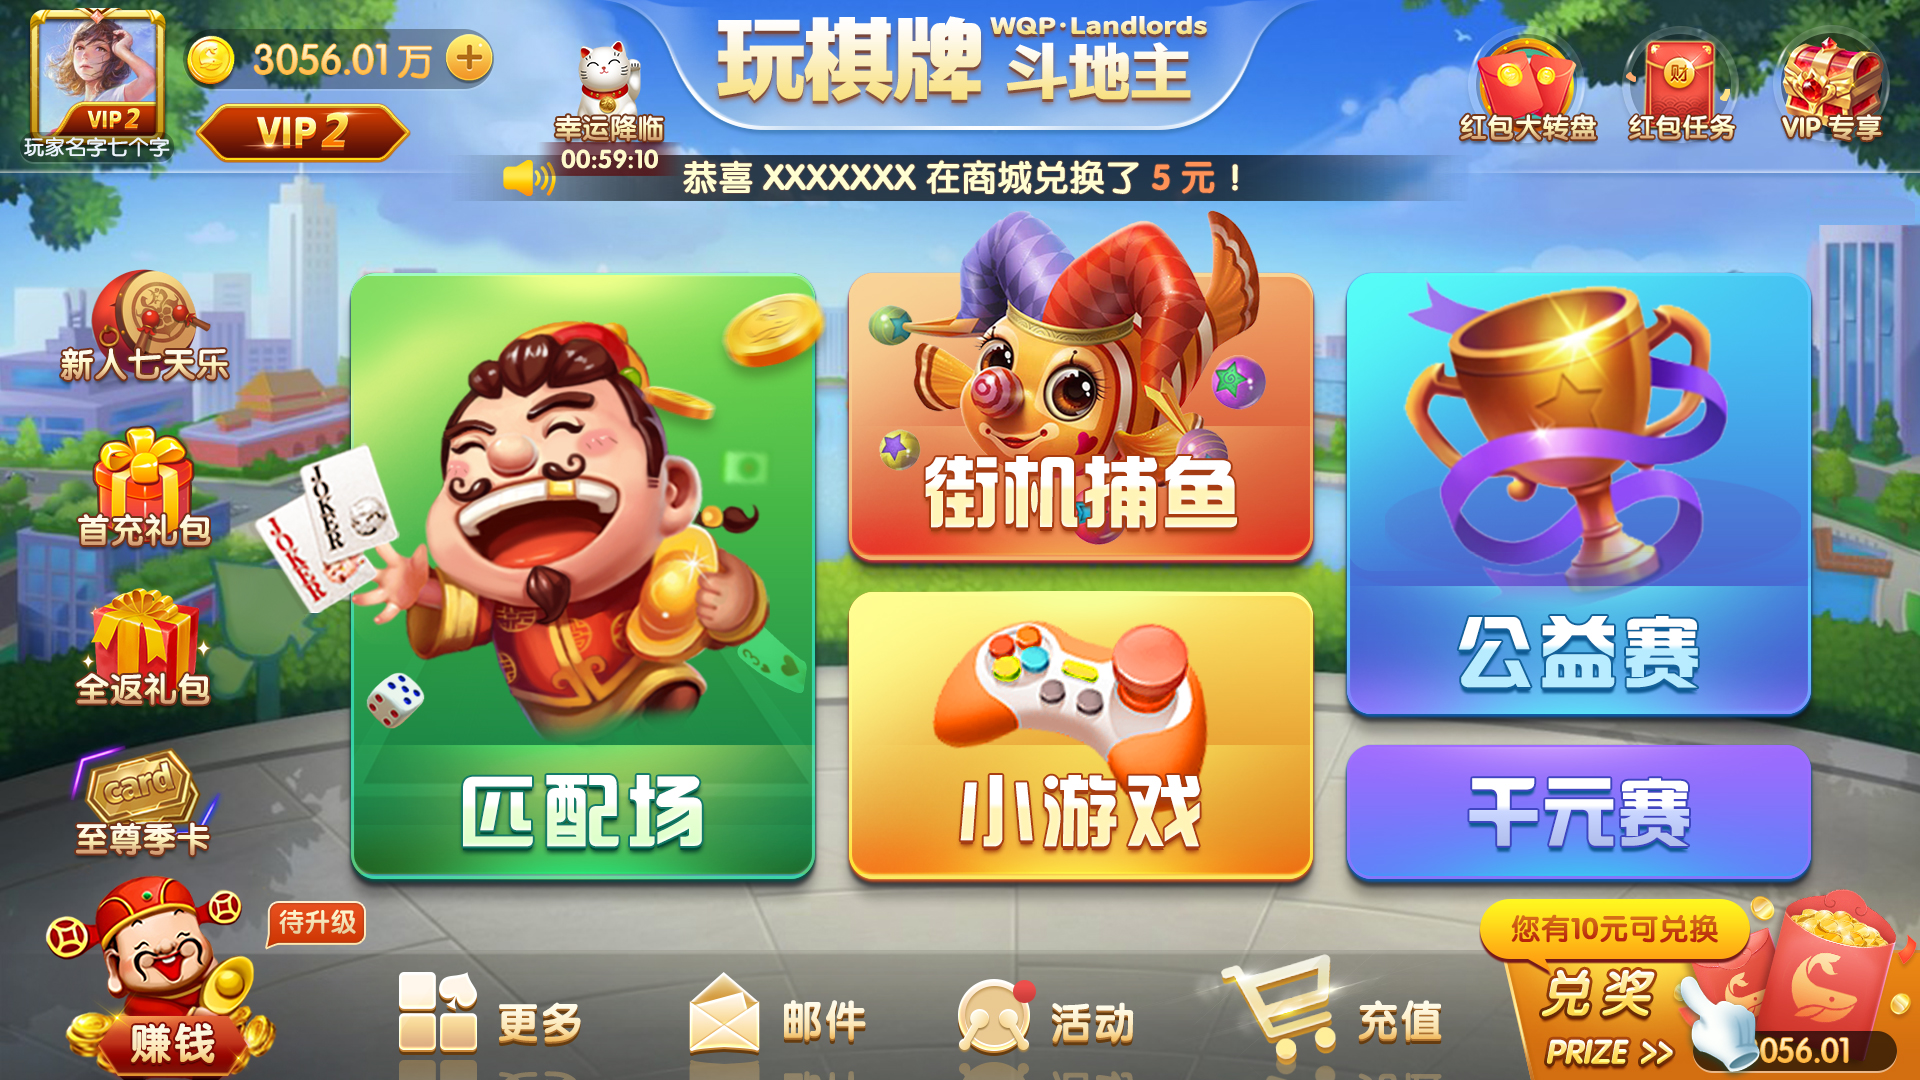 玩棋牌
WQP·Landlords
斗地主
VIP 2
玩家名字七个字
3056.01万
VIP 2
幸运降临
00:59:10
红包大转盘
财
红包任务
VIP 专享
恭喜 XXXXXXX 在商城兑换了 5 元！
新人七天乐
首充礼包
全返礼包
card
至尊季卡
JOKER
JOKER
3
匹配场
街机捕鱼
小游戏
公益赛
千元赛
待升级
赚钱
更多
邮件
活动
充值
您有10元可兑换
兑奖
PRIZE >>
056.01